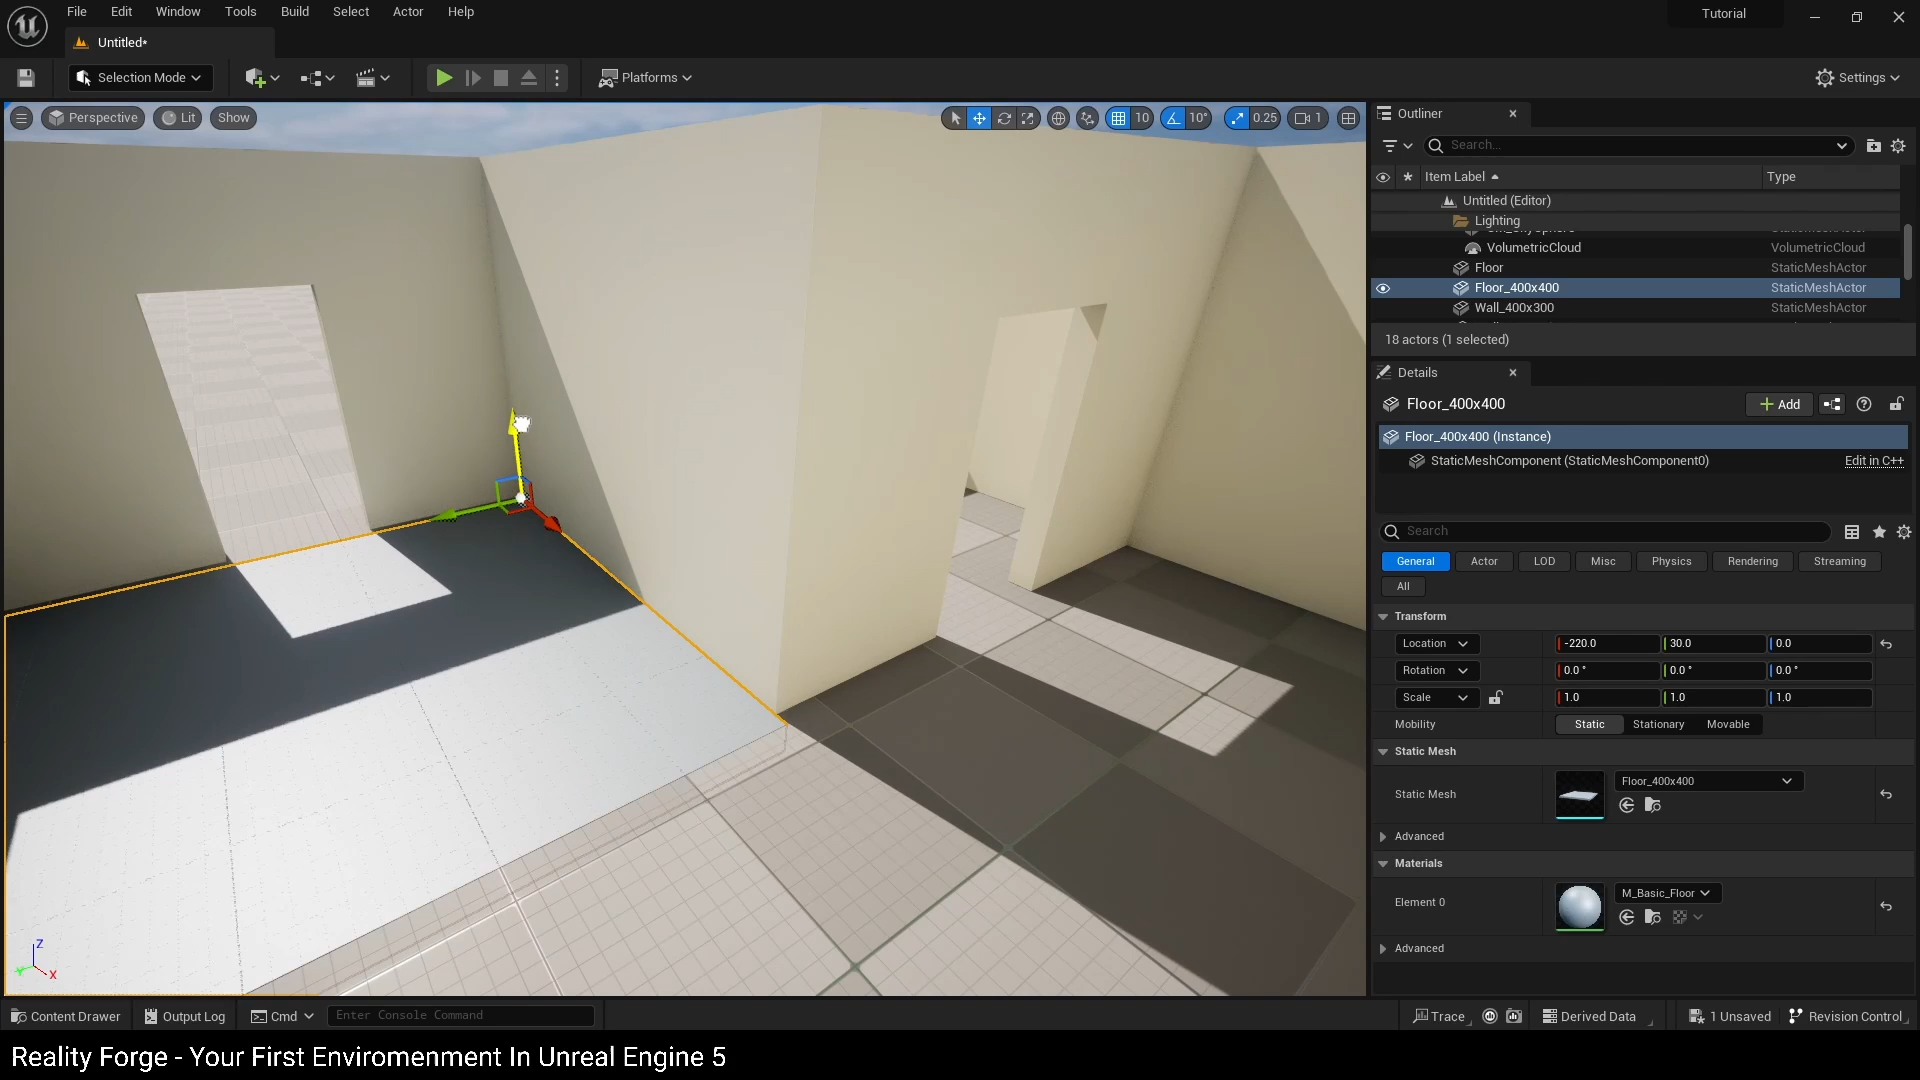 File Edit Window Tools Build Select Actor Help
Tutorial
Untitled*
Selection Mode
Platforms
Settings
Perspective Lit Show
10 10° 0.25 1
Outliner
Search...
Item Label Type
Untitled (Editor)
Lighting
VolumetricCloud VolumetricCloud
Floor StaticMeshActor
Floor_400x400 StaticMeshActor
Wall_400x300 StaticMeshActor
18 actors (1 selected)
Details
Floor_400x400
Add
Floor_400x400 (Instance)
StaticMeshComponent (StaticMeshComponent0) Edit in C++
Search
General Actor LOD Misc Physics Rendering Streaming
All
Transform
Location -220.0 30.0 0.0
Rotation 0.0° 0.0° 0.0°
Scale 1.0 1.0 1.0
Mobility Static Stationary Movable
Static Mesh
Static Mesh Floor_400x400
Advanced
Materials
Element 0 M_Basic_Floor
Advanced
Z
Y X
Content Drawer Output Log Cmd Enter Console Command
Trace Derived Data 1 Unsaved Revision Control
Reality Forge - Your First Enviromenment In Unreal Engine 5